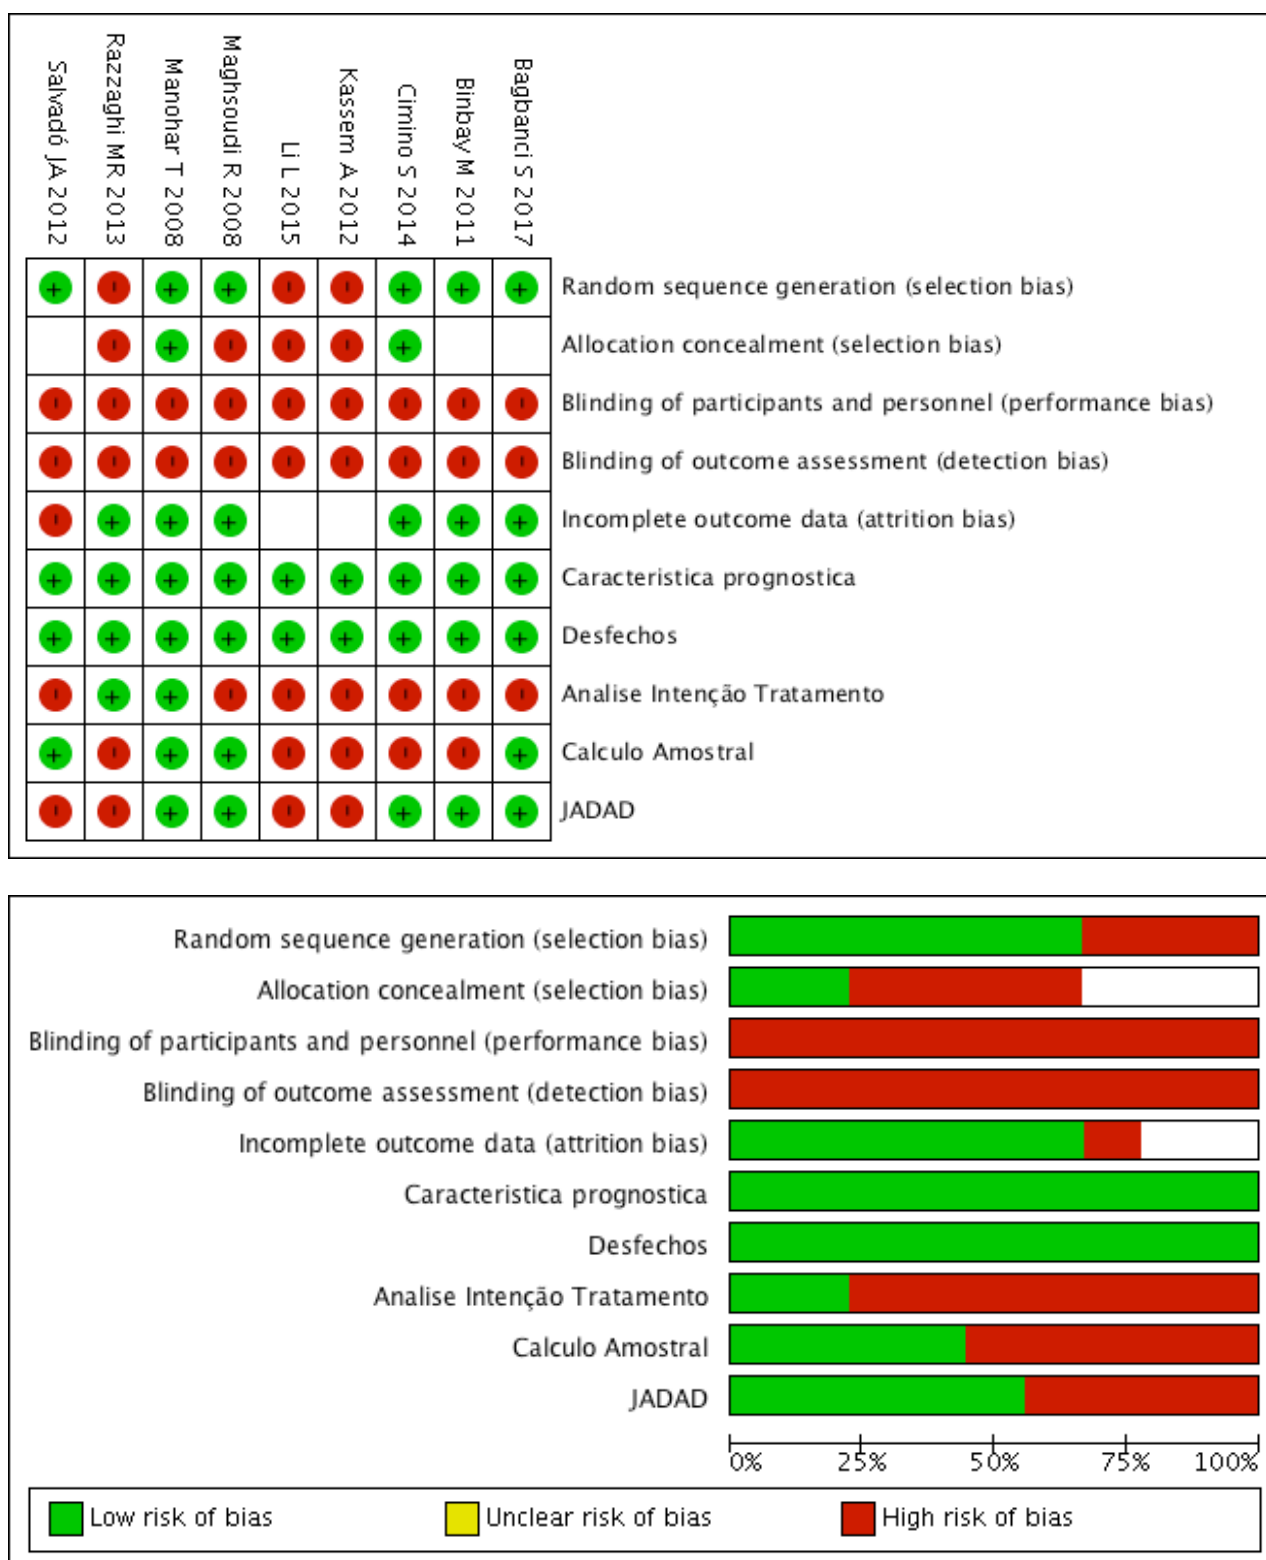 Salvadó JA 2012
Razzaghi MR 2013
Manohar T 2008
Maghsoudi R 2008
Li L 2015
Kassem A 2012
Cimino S 2014
Binbay M 2011
Bagbanci S 2017
+ - + + - - + + + Random sequence generation (selection bias)
- + - - - + Allocation concealment (selection bias)
- - - - - - - - - Blinding of participants and personnel (performance bias)
- - - - - - - - - Blinding of outcome assessment (detection bias)
- + + + + + + Incomplete outcome data (attrition bias)
+ + + + + + + + + Caracteristica prognostica
+ + + + + + + + + Desfechos
- + + - - - - - - Analise Intenção Tratamento
+ - + + - - - - + Calculo Amostral
- - + + - - + + + JADAD
Random sequence generation (selection bias)
Allocation concealment (selection bias)
Blinding of participants and personnel (performance bias)
Blinding of outcome assessment (detection bias)
Incomplete outcome data (attrition bias)
Caracteristica prognostica
Desfechos
Analise Intenção Tratamento
Calculo Amostral
JADAD
0% 25% 50% 75% 100%
Low risk of bias Unclear risk of bias High risk of bias